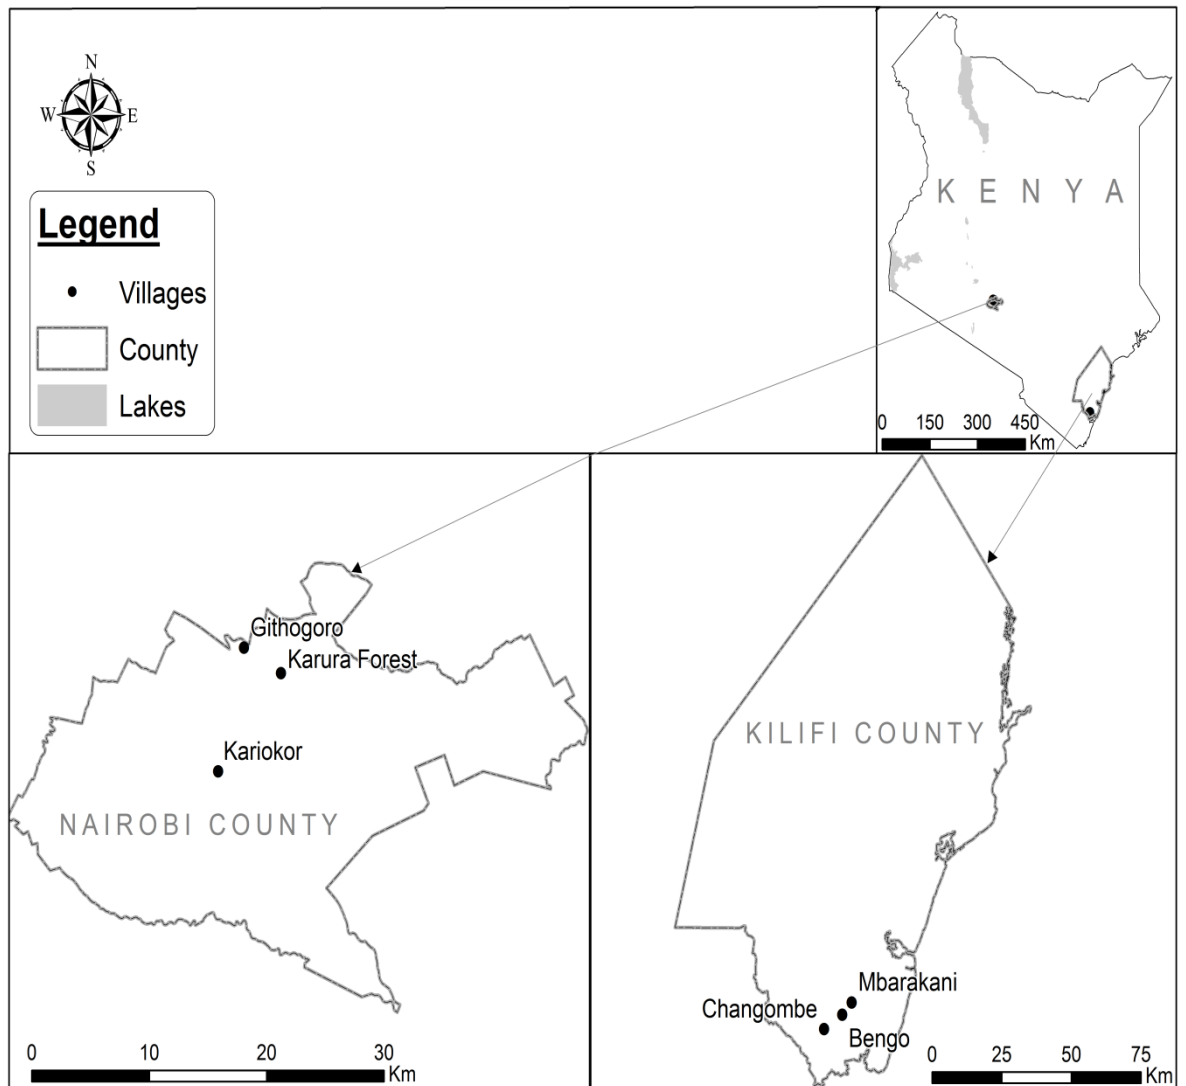 N
W E
S
Legend
Villages
County
Lakes
K E N Y A
0 150 300 450
Km
Githogoro
Karura Forest
Kariokor
NAIROBI COUNTY
0 10 20 30
Km
KILIFI COUNTY
Mbarakani
Changombe
Bengo
0 25 50 75
Km